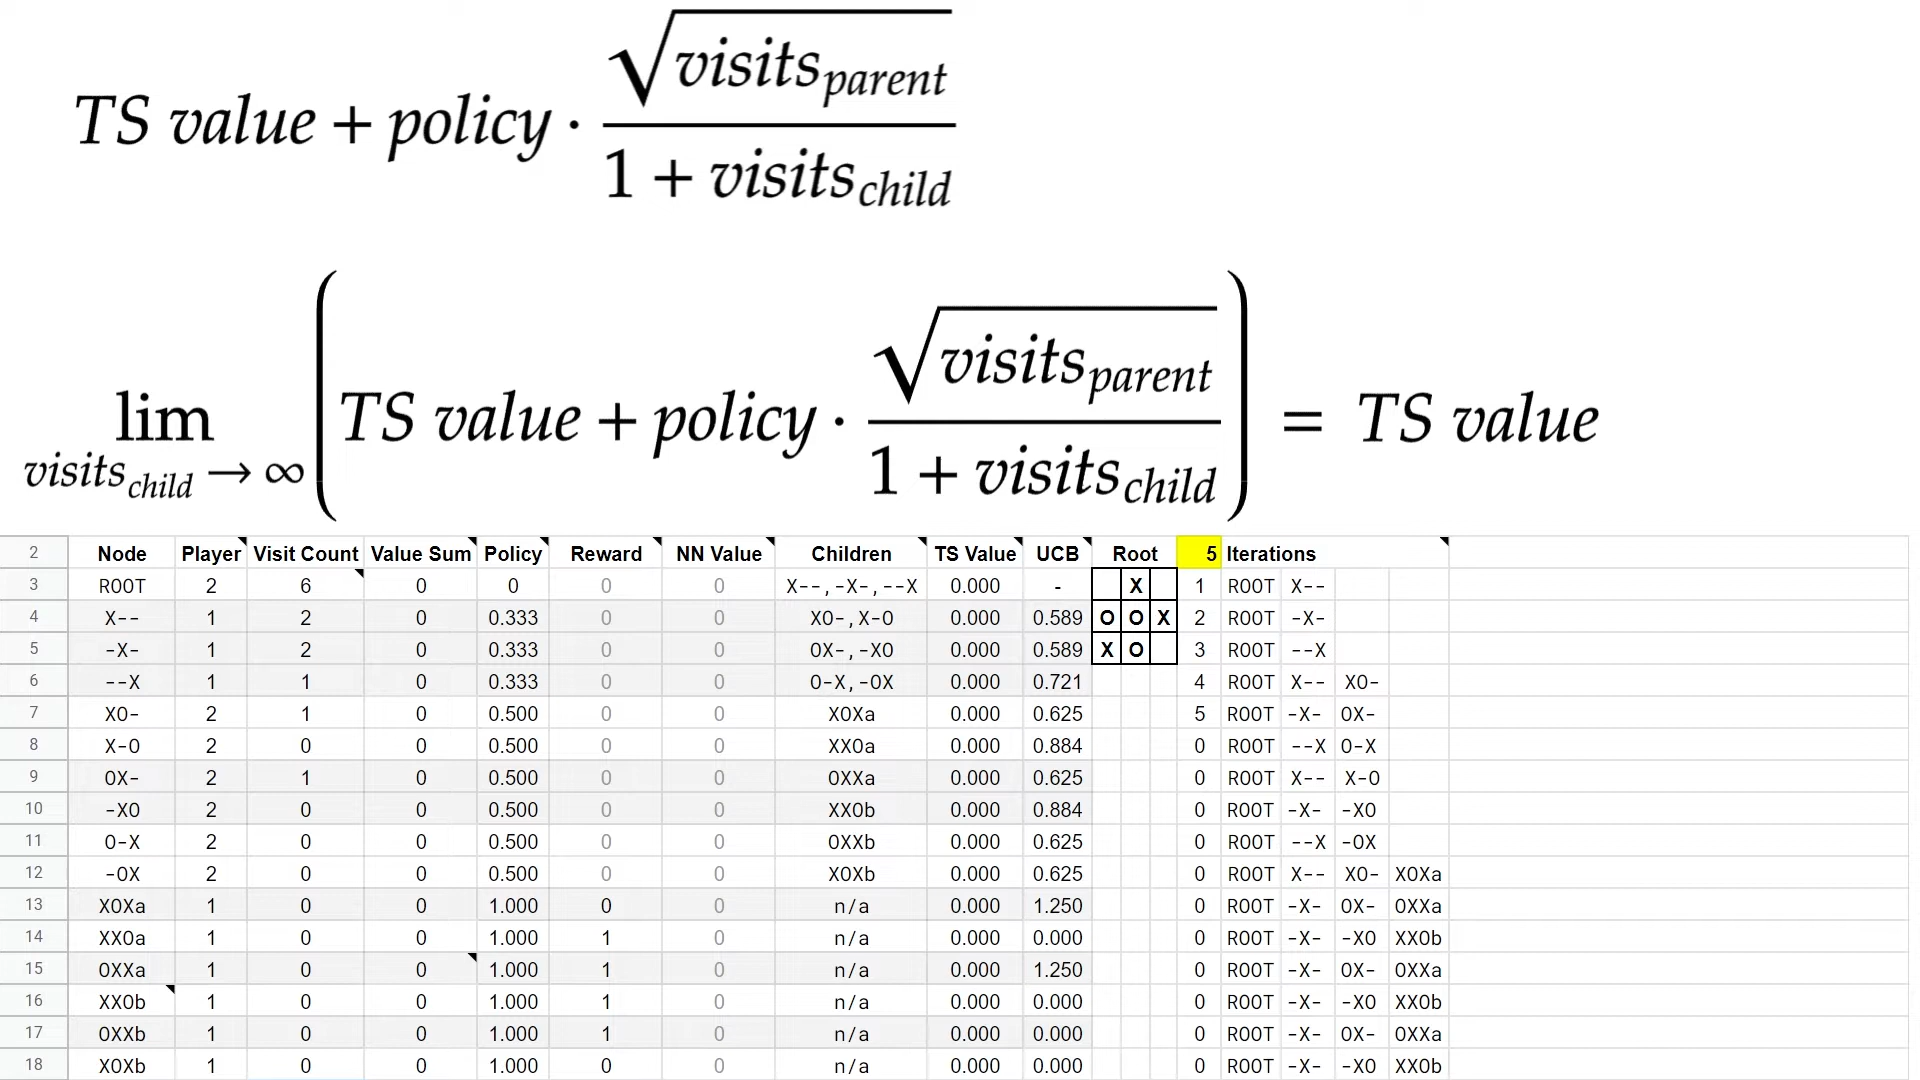 TS value + policy · √visits_parent / 1 + visits_child
lim visits_child → ∞ ( TS value + policy · √visits_parent / 1 + visits_child ) = TS value
2 Node Player Visit Count Value Sum Policy Reward NN Value Children TS Value UCB Root 5 Iterations
3 ROOT 2 6 0 0 0 0 X--,-X-,--X 0.000 - X 1 ROOT X--
4 X-- 1 2 0 0.333 0 0 XO-,X-O 0.000 0.589 O O X 2 ROOT -X-
5 -X- 1 2 0 0.333 0 0 OX-,-XO 0.000 0.589 X O 3 ROOT --X
6 --X 1 1 0 0.333 0 0 O-X,-OX 0.000 0.721 4 ROOT X-- XO-
7 XO- 2 1 0 0.500 0 0 XOXa 0.000 0.625 5 ROOT -X- OX-
8 X-O 2 0 0 0.500 0 0 XXOa 0.000 0.884 0 ROOT --X O-X
9 OX- 2 1 0 0.500 0 0 OXXa 0.000 0.625 0 ROOT X-- X-O
10 -XO 2 0 0 0.500 0 0 XXOb 0.000 0.884 0 ROOT -X- -XO
11 O-X 2 0 0 0.500 0 0 OXXb 0.000 0.625 0 ROOT --X -OX
12 -OX 2 0 0 0.500 0 0 XOXb 0.000 0.625 0 ROOT X-- XO- XOXa
13 XOXa 1 0 0 1.000 0 0 n/a 0.000 1.250 0 ROOT -X- OX- OXXa
14 XXOa 1 0 0 1.000 1 0 n/a 0.000 0.000 0 ROOT -X- -XO XXOb
15 OXXa 1 0 0 1.000 1 0 n/a 0.000 1.250 0 ROOT -X- OX- OXXa
16 XXOb 1 0 0 1.000 1 0 n/a 0.000 0.000 0 ROOT -X- -XO XXOb
17 OXXb 1 0 0 1.000 1 0 n/a 0.000 0.000 0 ROOT -X- OX- OXXa
18 XOXb 1 0 0 1.000 0 0 n/a 0.000 0.000 0 ROOT -X- -XO XXOb